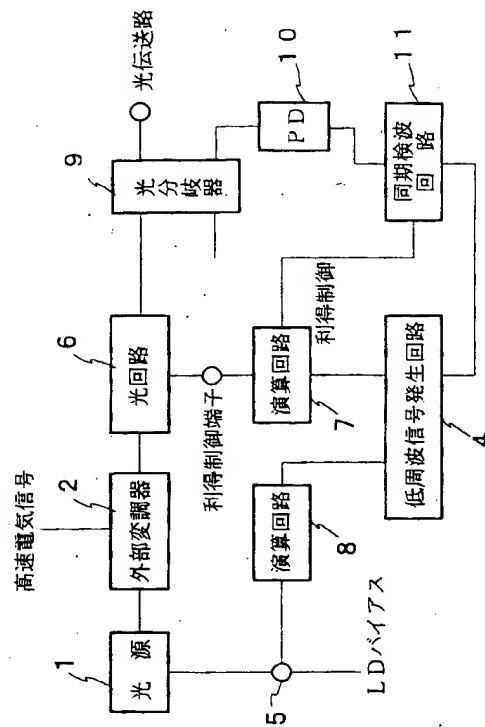 高速電気信号
1
光源
2
外部変調器
6
光回路
9
光分岐器
光伝送路
利得制御端子
10
PD
5
LDバイアス
演算回路
8
演算回路
7
利得制御
同期検波回路
11
低周波信号発生回路
4